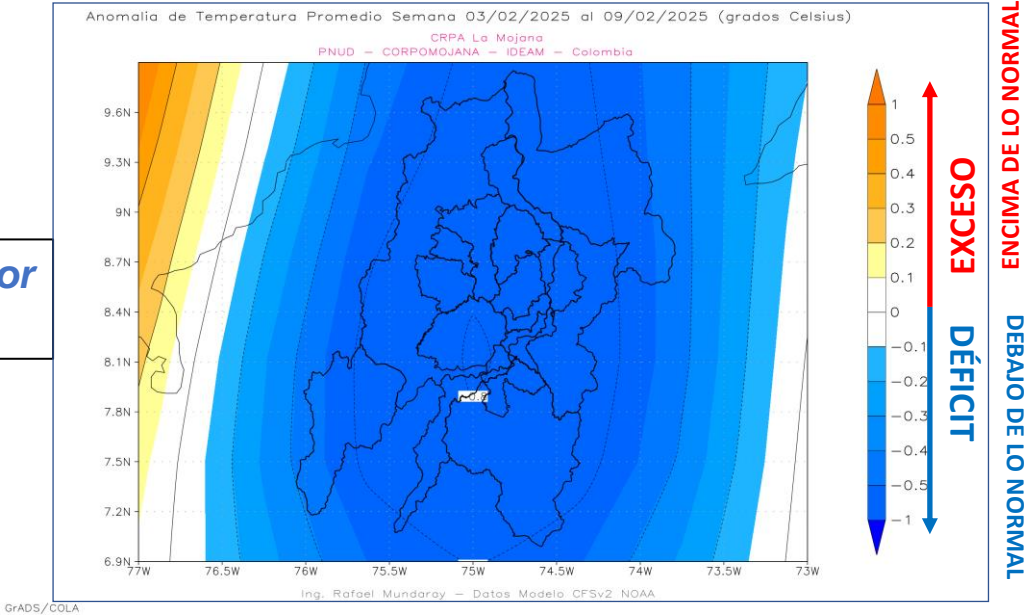 Anomalia de Temperatura Promedio Semana 03/02/2025 al 09/02/2025 (grados Celsius)
CRPA La Mojana
PNUD – CORPOMOJANA – IDEAM – Colombia
9.6N
9.3N
9N
8.7N
8.4N
8.1N
7.8N
7.5N
7.2N
6.9N
77W
76.5W
76W
75.5W
75W
74.5W
74W
73.5W
73W
1
0.5
0.4
0.3
0.2
0.1
0
−0.1
−0.2
−0.3
−0.4
−0.5
−1
EXCESO
DÉFICIT
ENCIMA DE LO NORMAL
DEBAJO DE LO NORMAL
or
Ing. Rafael Mundaray – Datos Modelo CFSv2 NOAA
GrADS/COLA